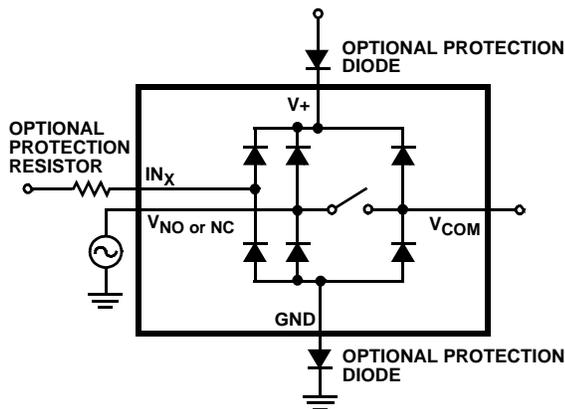 OPTIONAL PROTECTION
DIODE
V+
OPTIONAL
PROTECTION
RESISTOR
INX
VNO or NC
VCOM
GND
OPTIONAL PROTECTION
DIODE